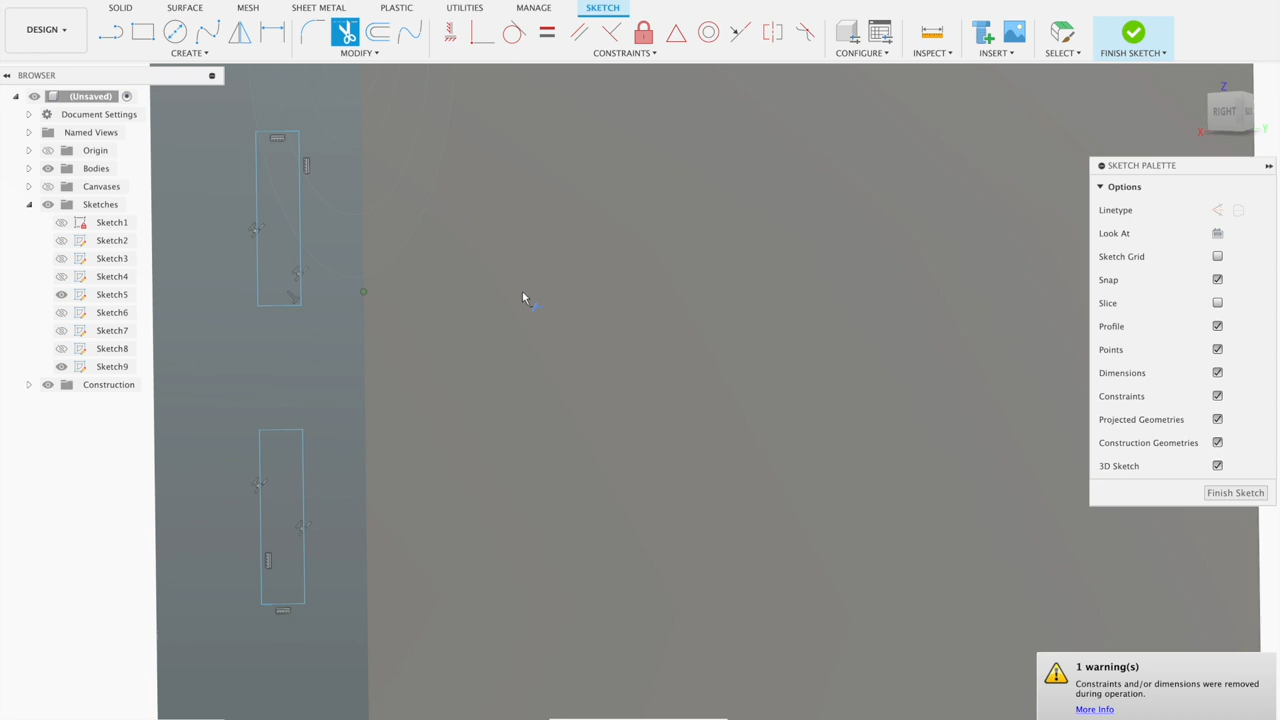 SOLID SURFACE MESH SHEET METAL PLASTIC UTILITIES MANAGE SKETCH
DESIGN
CREATE MODIFY CONSTRAINTS CONFIGURE INSPECT INSERT SELECT FINISH SKETCH
BROWSER
(Unsaved)
Document Settings
Named Views
Origin
Bodies
Canvases
Sketches
Sketch1
Sketch2
Sketch3
Sketch4
Sketch5
Sketch6
Sketch7
Sketch8
Sketch9
Construction
Z
RIGHT
X
Y
SKETCH PALETTE
Options
Linetype
Look At
Sketch Grid
Snap
Slice
Profile
Points
Dimensions
Constraints
Projected Geometries
Construction Geometries
3D Sketch
Finish Sketch
1 warning(s)
Constraints and/or dimensions were removed
during operation.
More Info